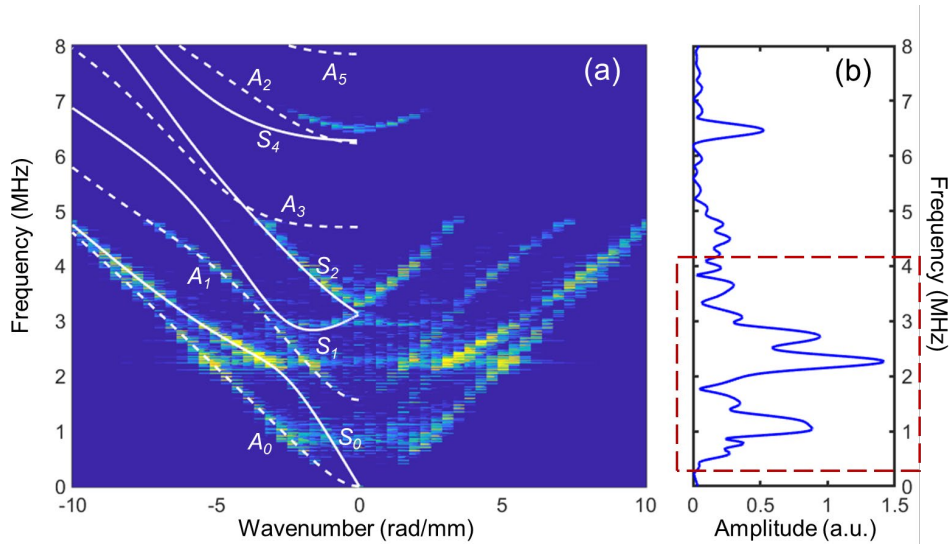 (a)
(b)
8
7
6
5
4
3
2
1
0
Frequency (MHz)
-10
-5
0
5
10
Wavenumber (rad/mm)
A5
A2
S4
A3
S2
A1
S1
A0
S0
8
7
6
5
4
3
2
1
0
Frequency (MHz)
0
0.5
1
1.5
Amplitude (a.u.)